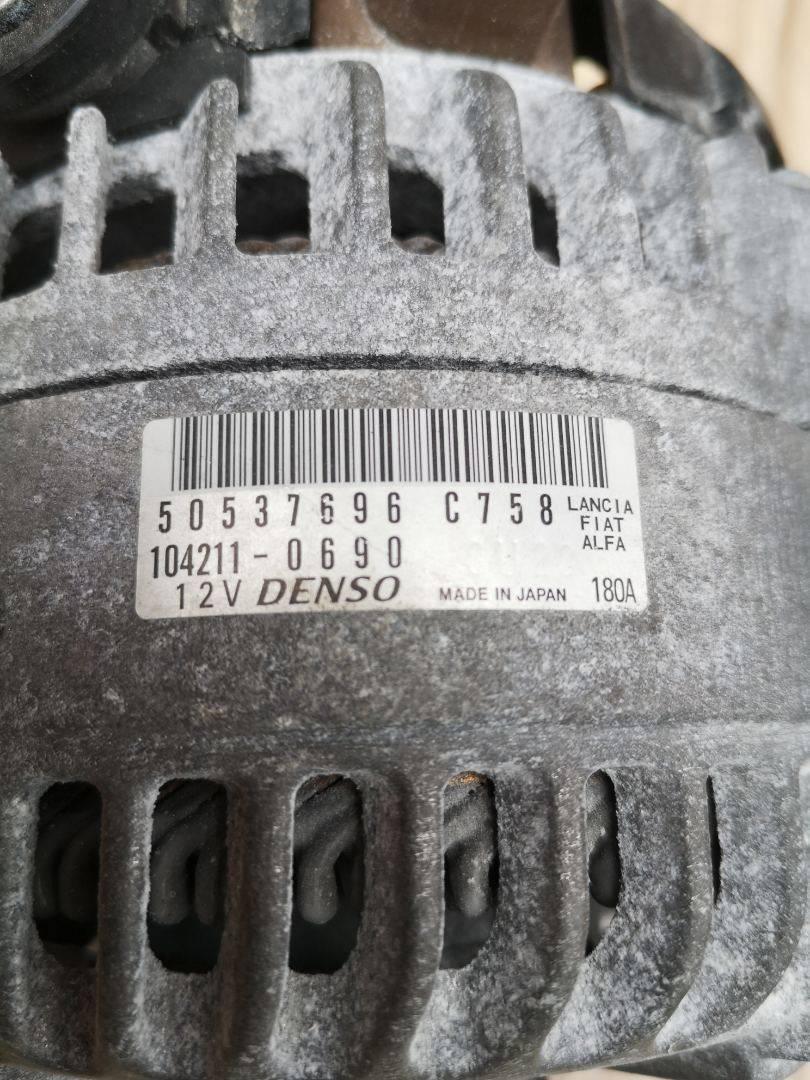 50537696 C758 LANCIA
FIAT
ALFA
104211-0690
12V DENSO MADE IN JAPAN 180A